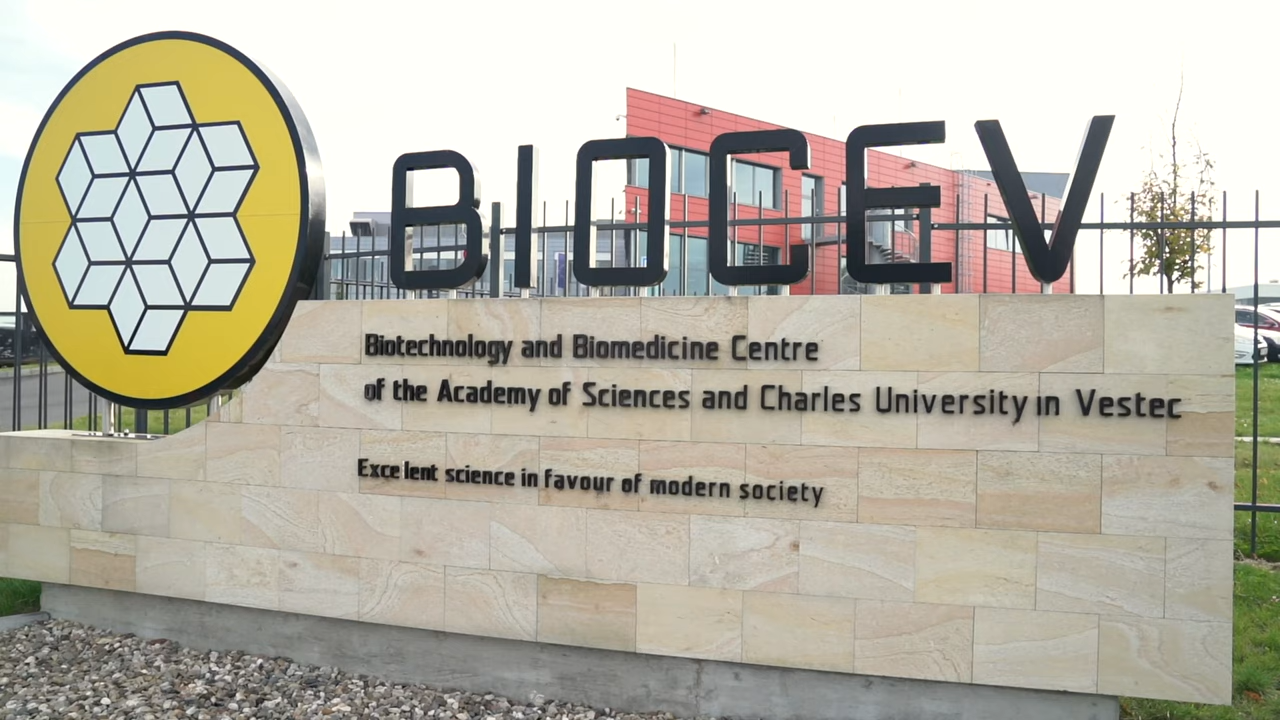 BIOCEV
Biotechnology and Biomedicine Centre
of the Academy of Sciences and Charles University in Vestec
Excellent science in favour of modern society